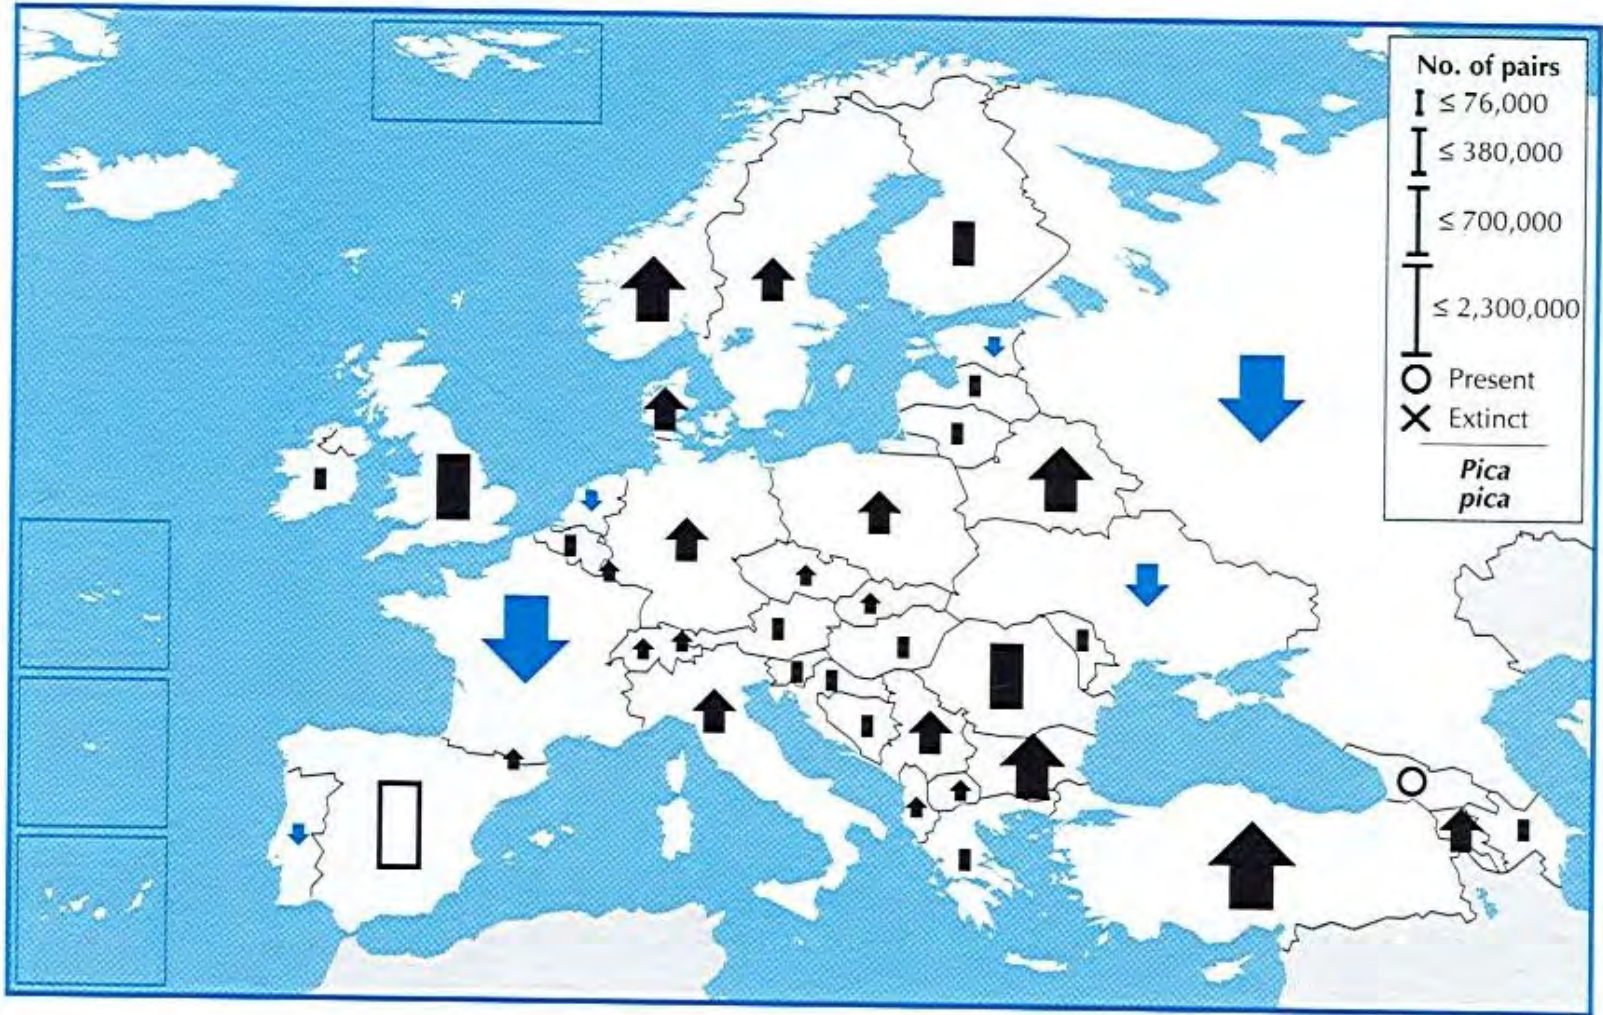 No. of pairs
≤ 76,000
≤ 380,000
≤ 700,000
≤ 2,300,000
Present
Extinct
Pica
pica